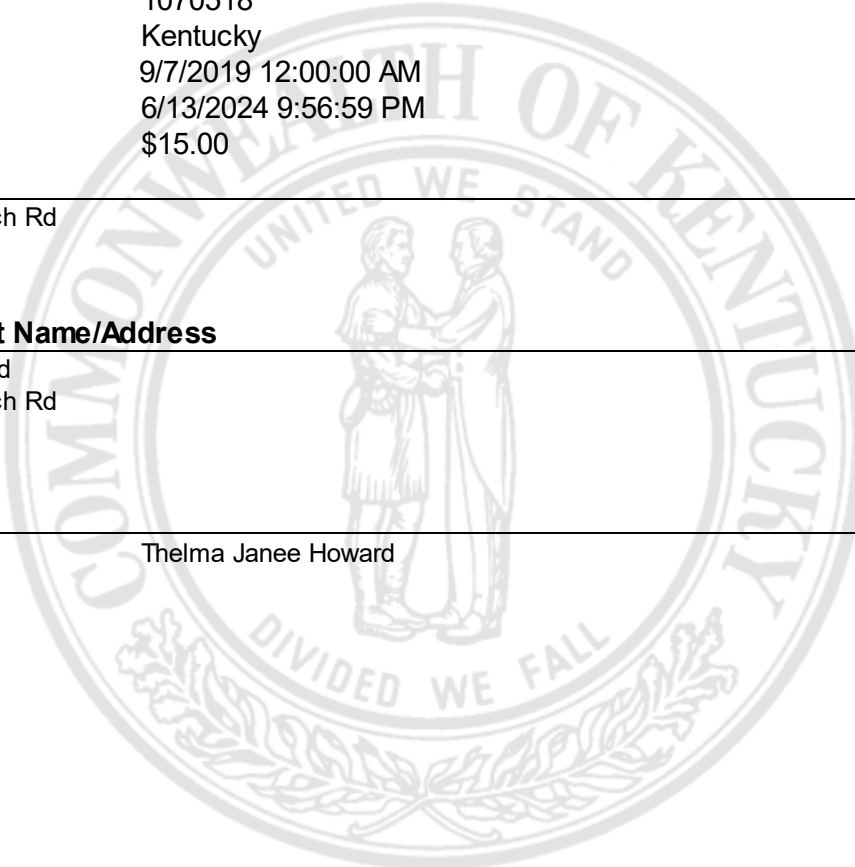 1070518
Kentucky
9/7/2019 12:00:00 AM
6/13/2024 9:56:59 PM
$15.00
ch Rd
t Name/Address
d
ch Rd
Thelma Janee Howard
COMMONWEALTH OF KENTUCKY
UNITED WE STAND
DIVIDED WE FALL